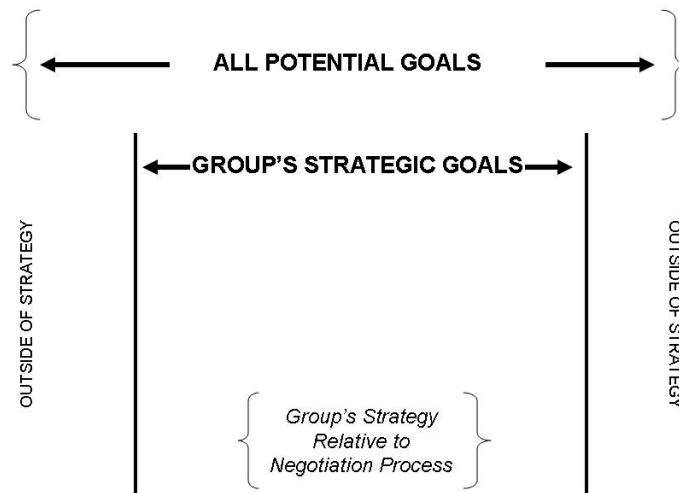 ALL POTENTIAL GOALS
GROUP'S STRATEGIC GOALS
OUTSIDE OF STRATEGY
OUTSIDE OF STRATEGY
Group's Strategy
Relative to
Negotiation Process